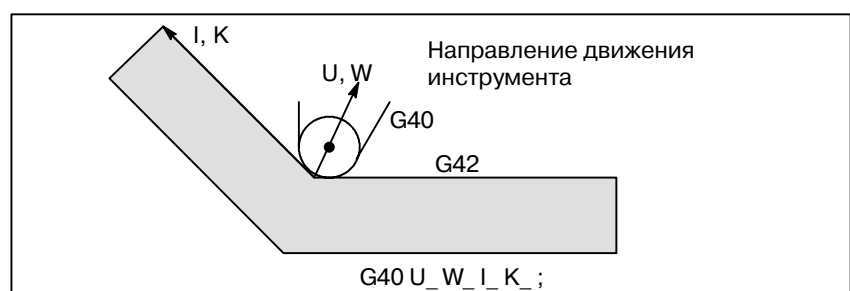 I, K
Направление движения
инструмента
U, W
G40
G42
G40 U_ W_ I_ K_ ;